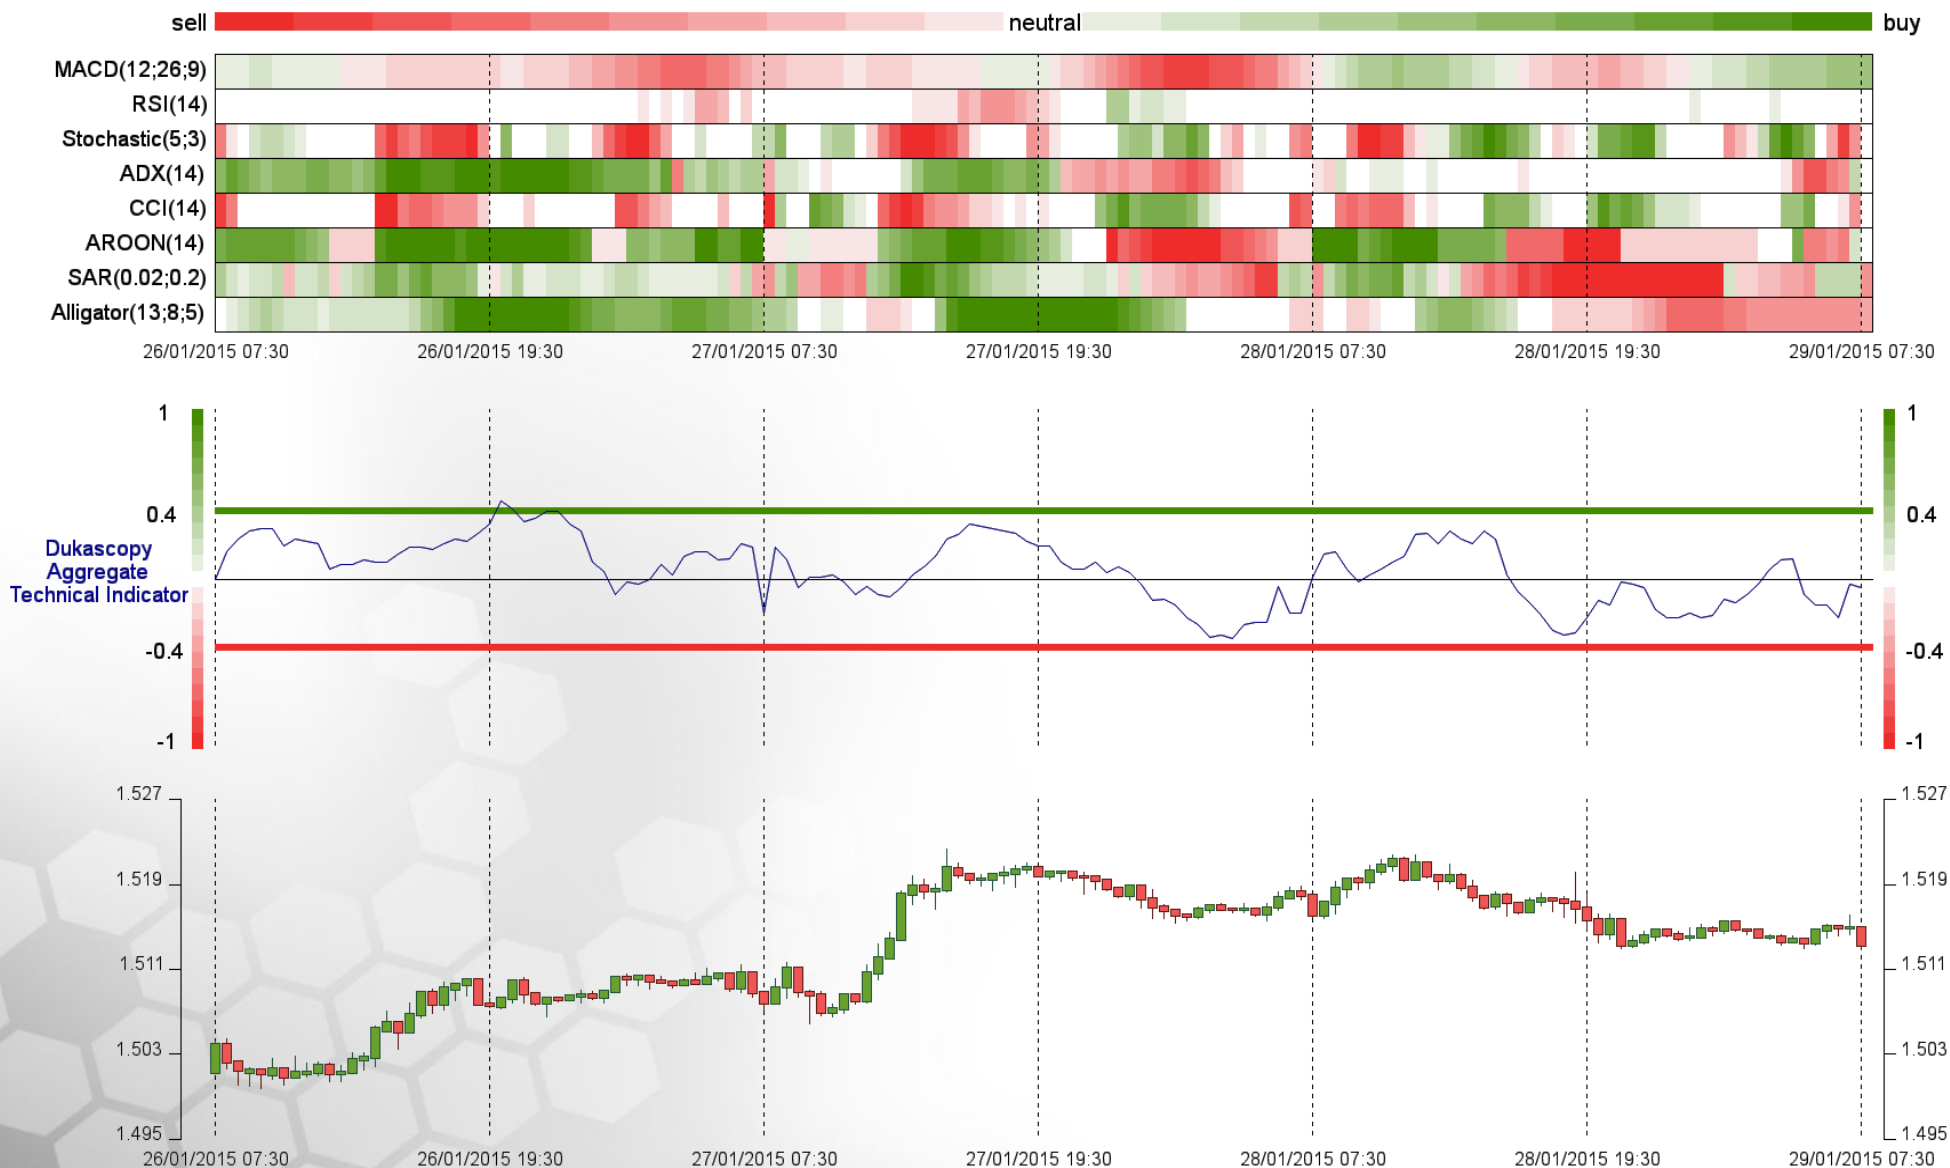 sell neutral buy
MACD(12;26;9)
RSI(14)
Stochastic(5;3)
ADX(14)
CCI(14)
AROON(14)
SAR(0.02;0.2)
Alligator(13;8;5)
26/01/2015 07:30 26/01/2015 19:30 27/01/2015 07:30 27/01/2015 19:30 28/01/2015 07:30 28/01/2015 19:30 29/01/2015 07:30
1 1
0.4 0.4
Dukascopy
Aggregate
Technical Indicator
-0.4 -0.4
-1 -1
1.527 1.527
1.519 1.519
1.511 1.511
1.503 1.503
1.495 1.495
26/01/2015 07:30 26/01/2015 19:30 27/01/2015 07:30 27/01/2015 19:30 28/01/2015 07:30 28/01/2015 19:30 29/01/2015 07:30